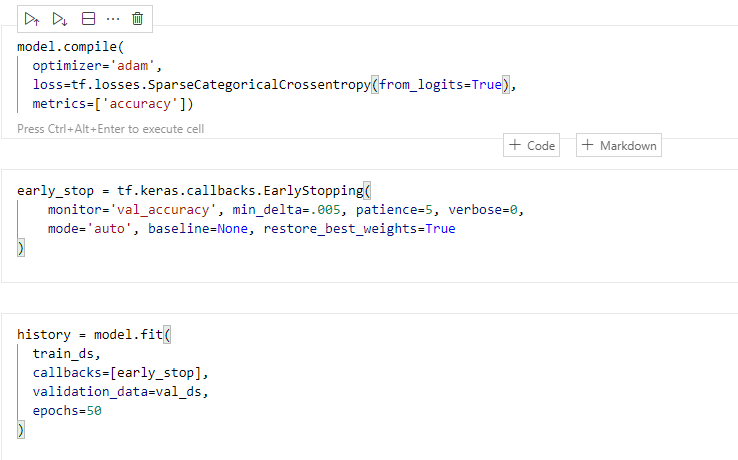 model.compile(
  optimizer='adam',
  loss=tf.losses.SparseCategoricalCrossentropy(from_logits=True),
  metrics=['accuracy'])
Press Ctrl+Alt+Enter to execute cell
+ Code
+ Markdown
early_stop = tf.keras.callbacks.EarlyStopping(
    monitor='val_accuracy', min_delta=.005, patience=5, verbose=0,
    mode='auto', baseline=None, restore_best_weights=True
)
history = model.fit(
  train_ds,
  callbacks=[early_stop],
  validation_data=val_ds,
  epochs=50
)